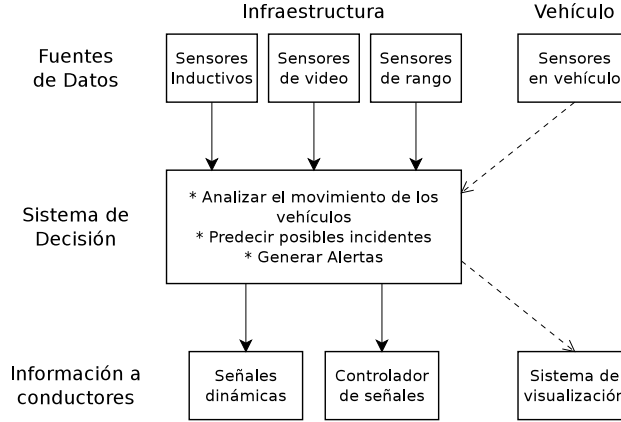 Infraestructura
Vehículo
Fuentes
de Datos
Sensores
Inductivos
Sensores
de video
Sensores
de rango
Sensores
en vehículo
Sistema de
Decisión
* Analizar el movimiento de los
vehículos
* Predecir posibles incidentes
* Generar Alertas
Información a
conductores
Señales
dinámicas
Controlador
de señales
Sistema de
visualización